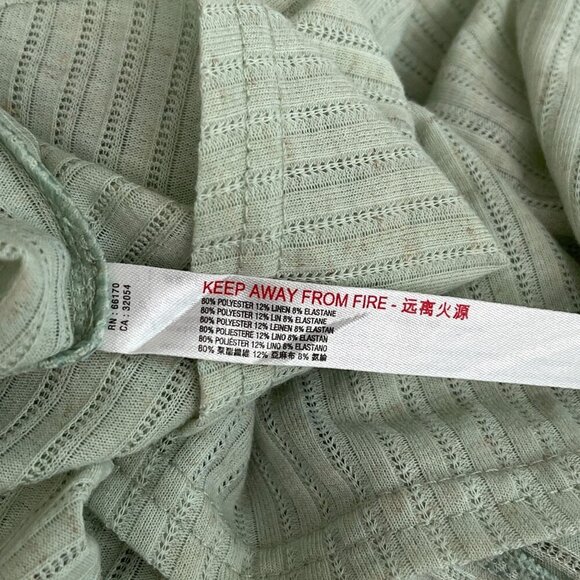 RN : 66170
CA : 32054
KEEP AWAY FROM FIRE - 远离火源
80% POLYESTER 12% LINEN 8% ELASTANE
80% POLYESTER 12% LIN 8% ELASTANE
80% POLYESTER 12% LEINEN 8% ELASTAN
80% POLIESTERE 12% LINO 8% ELASTAN
80% POLIÉSTER 12% LINO 8% ELASTANO
80% 聚酯纖維 12% 亞麻布 8% 氨綸